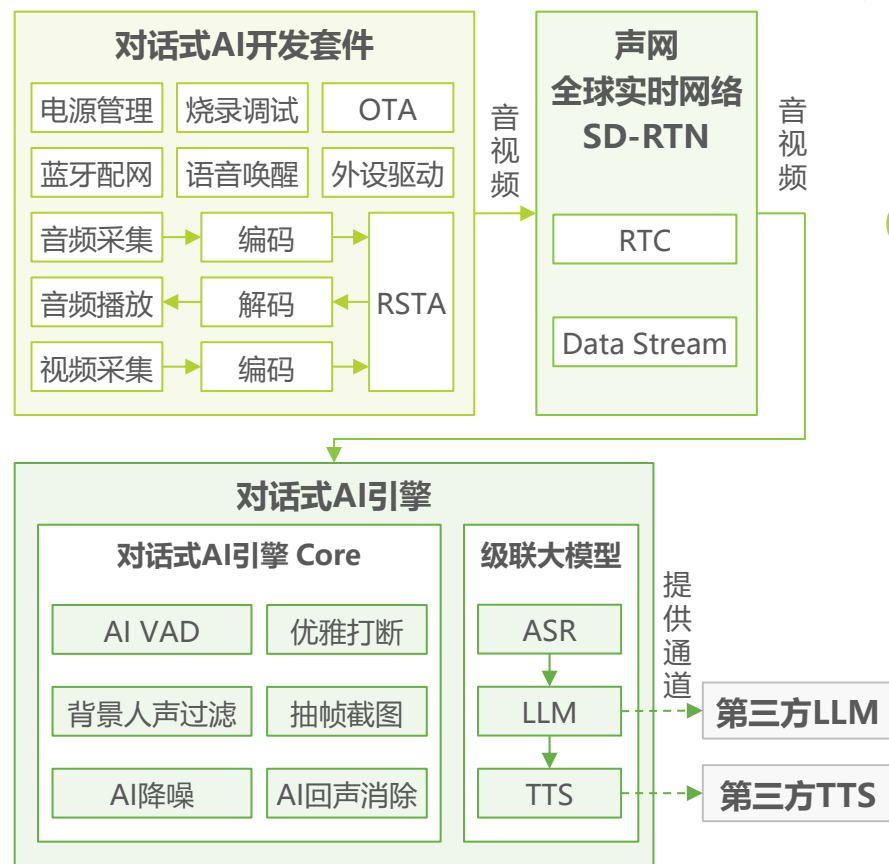 对话式AI开发套件
电源管理
烧录调试
OTA
蓝牙配网
语音唤醒
外设驱动
音频采集
编码
音频播放
解码
RSTA
视频采集
编码
音视频
声网
全球实时网络
SD-RTN
RTC
Data Stream
音视频
对话式AI引擎
对话式AI引擎 Core
AI VAD
优雅打断
背景人声过滤
抽帧截图
AI降噪
AI回声消除
级联大模型
ASR
LLM
TTS
提供通道
第三方LLM
第三方TTS